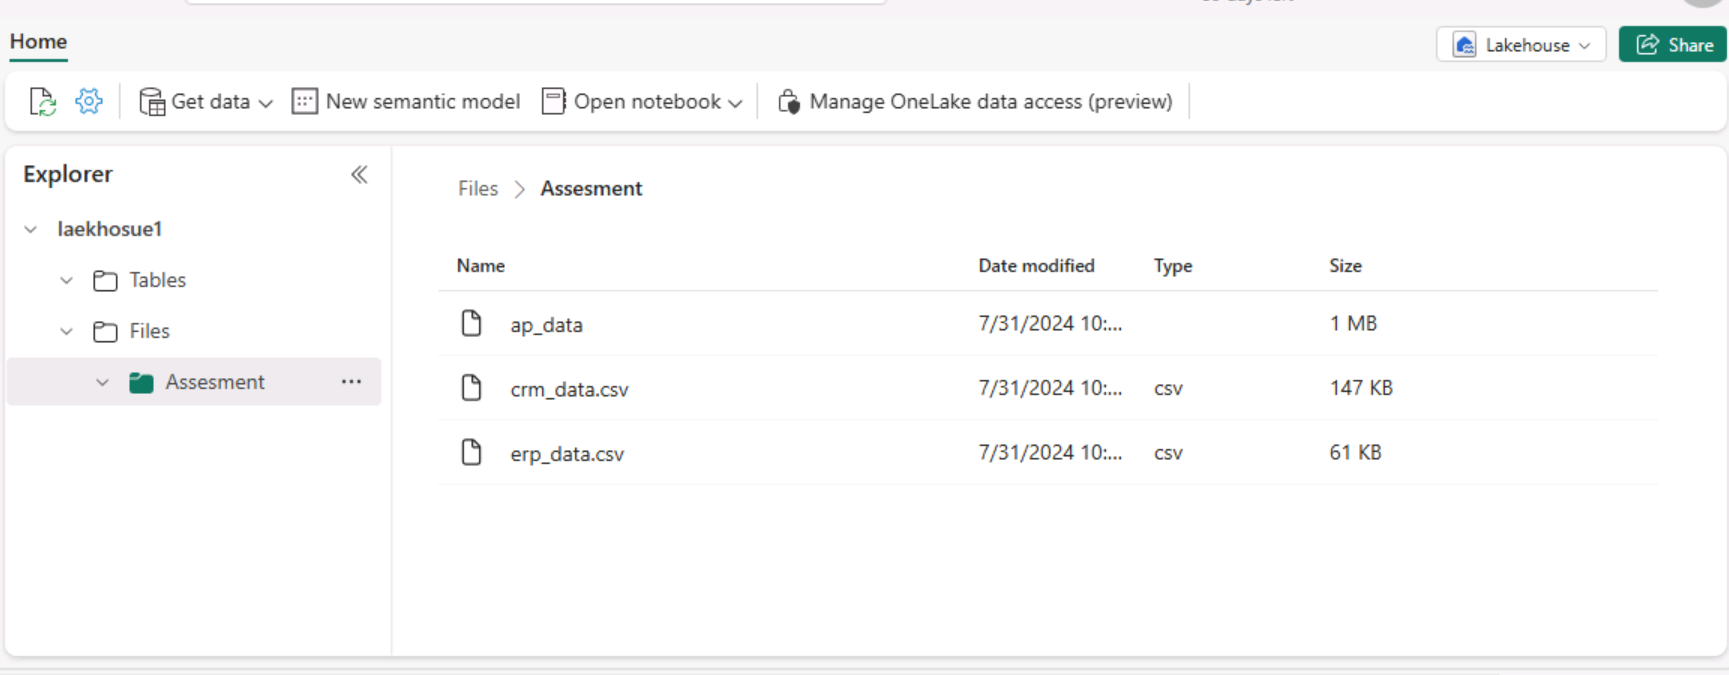 Home
Lakehouse
Share
Get data
New semantic model
Open notebook
Manage OneLake data access (preview)
Explorer
laekhosue1
Tables
Files
Assesment
Files > Assesment
Name Date modified Type Size
ap_data 7/31/2024 10:... 1 MB
crm_data.csv 7/31/2024 10:... csv 147 KB
erp_data.csv 7/31/2024 10:... csv 61 KB